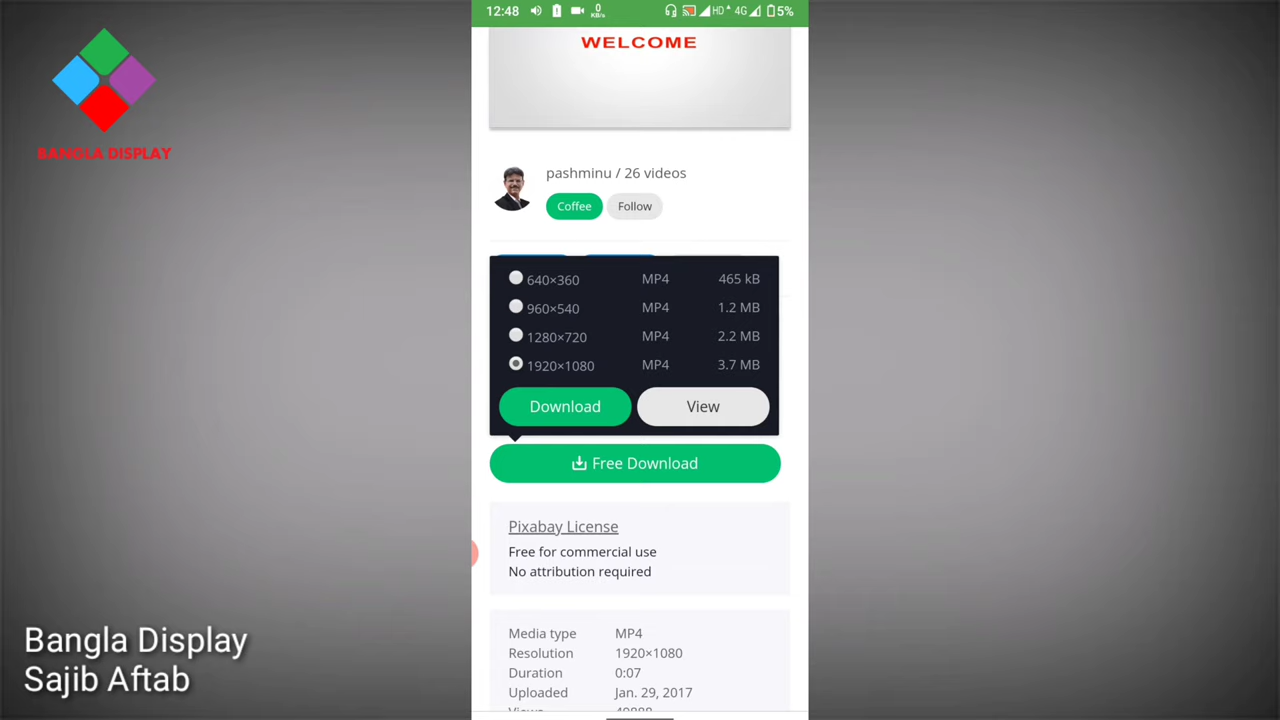 12:48
0
KB/s
HD
4G
5%
WELCOME
BANGLA DISPLAY
pashminu / 26 videos
Coffee
Follow
640×360 MP4 465 kB
960×540 MP4 1.2 MB
1280×720 MP4 2.2 MB
1920×1080 MP4 3.7 MB
Download View
Free Download
Pixabay License
Free for commercial use
No attribution required
Media type MP4
Resolution 1920×1080
Duration 0:07
Uploaded Jan. 29, 2017
Bangla Display
Sajib Aftab